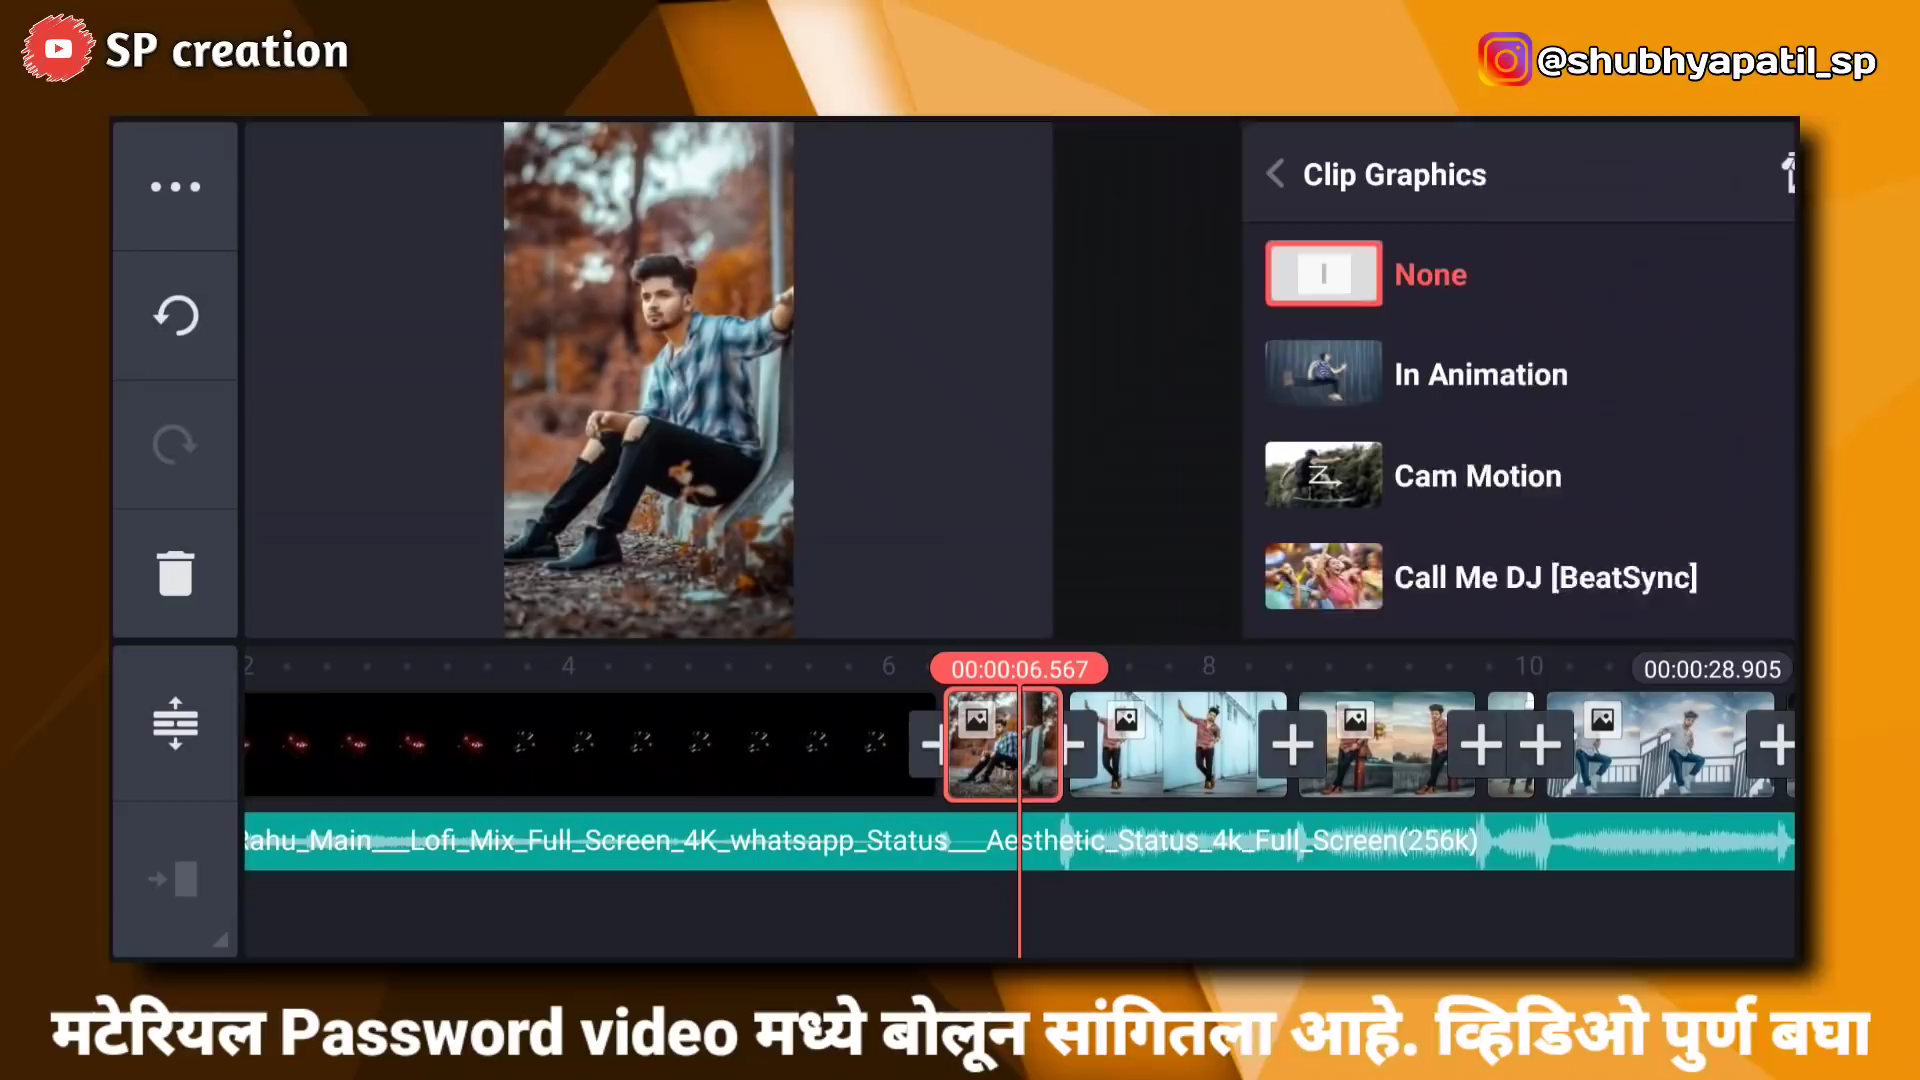 SP creation
@shubhyapatil_sp
Clip Graphics
None
In Animation
Cam Motion
Call Me DJ [BeatSync]
2
4
6
00:00:06.567
8
10
00:00:28.905
Rahu_Main___Lofi_Mix_Full_Screen_4K_whatsapp_Status___Aesthetic_Status_4k_Full_Screen(256k)
मटेरियल Password video मध्ये बोलून सांगितला आहे. व्हिडिओ पुर्ण बघा